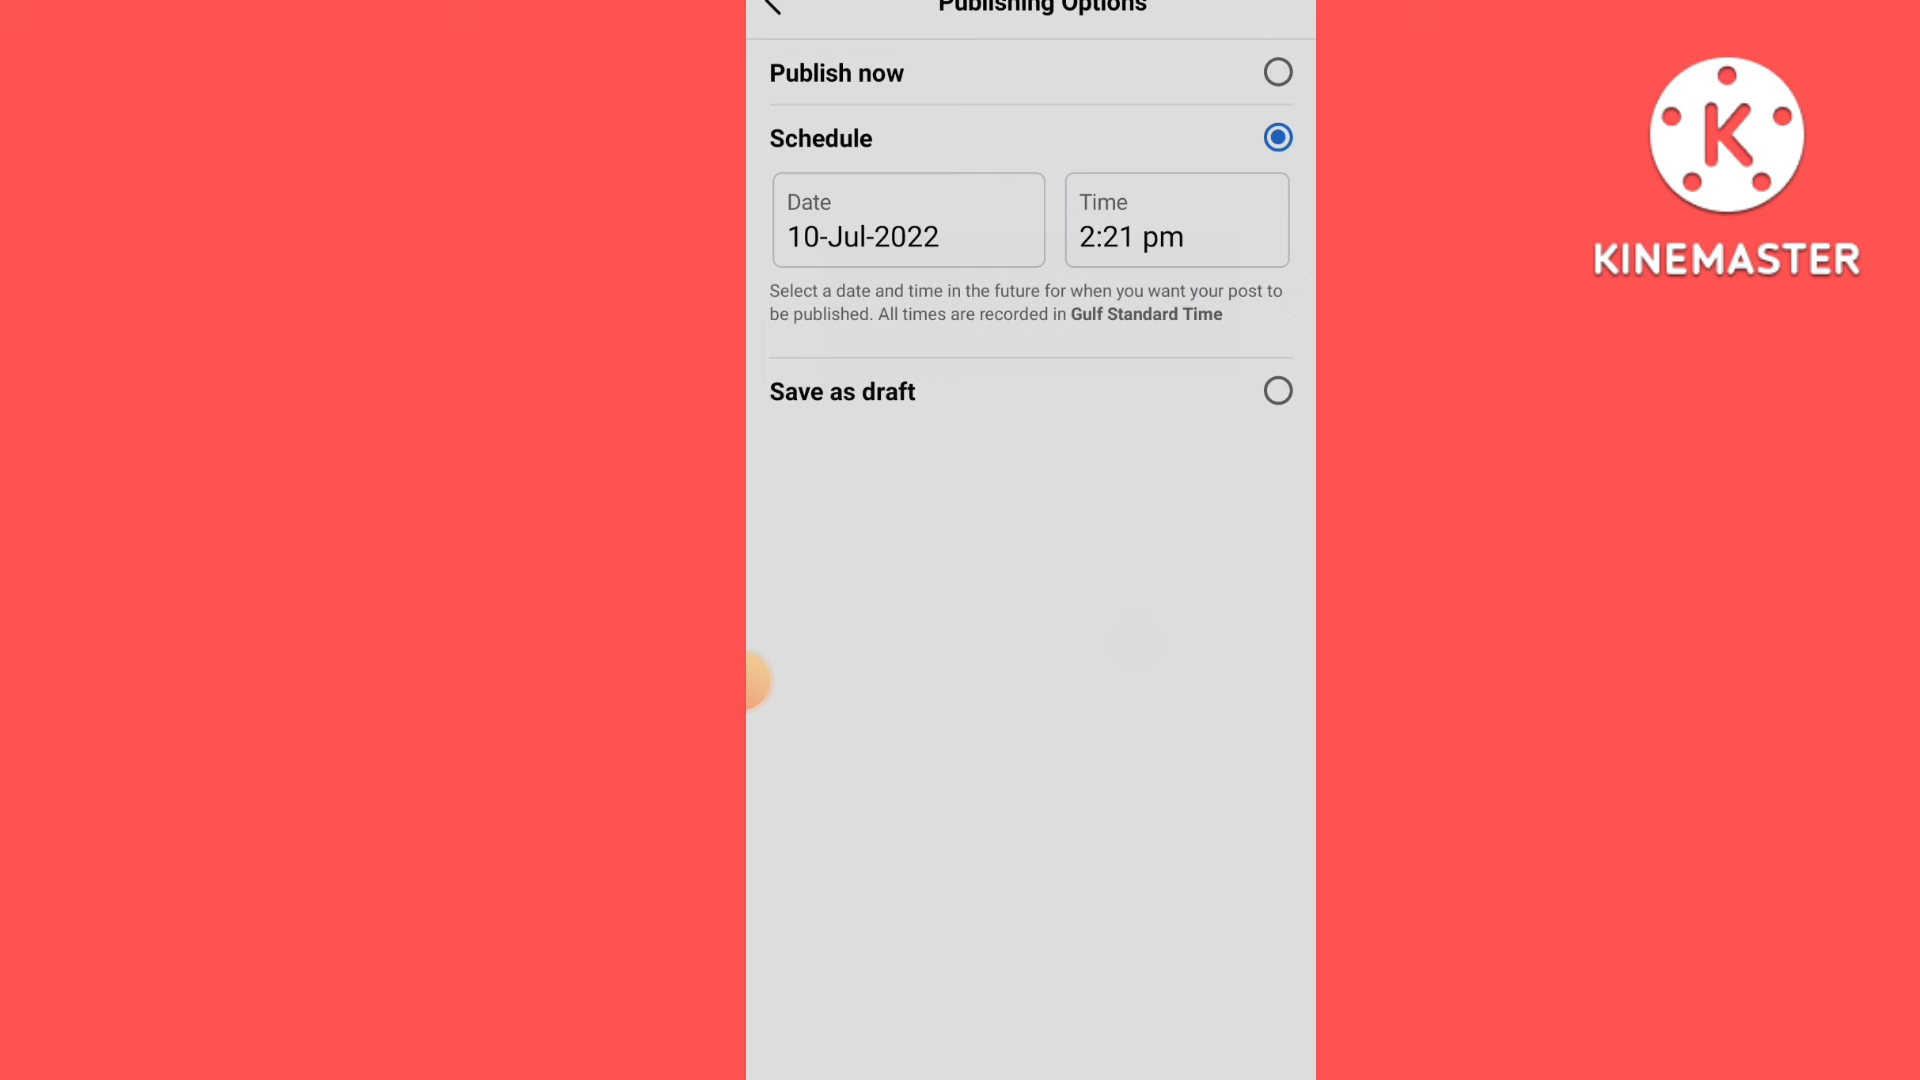 Publishing Options
Publish now
Schedule
Date
10-Jul-2022
Time
2:21 pm
Select a date and time in the future for when you want your post to
be published. All times are recorded in Gulf Standard Time
Save as draft
K
KINEMASTER